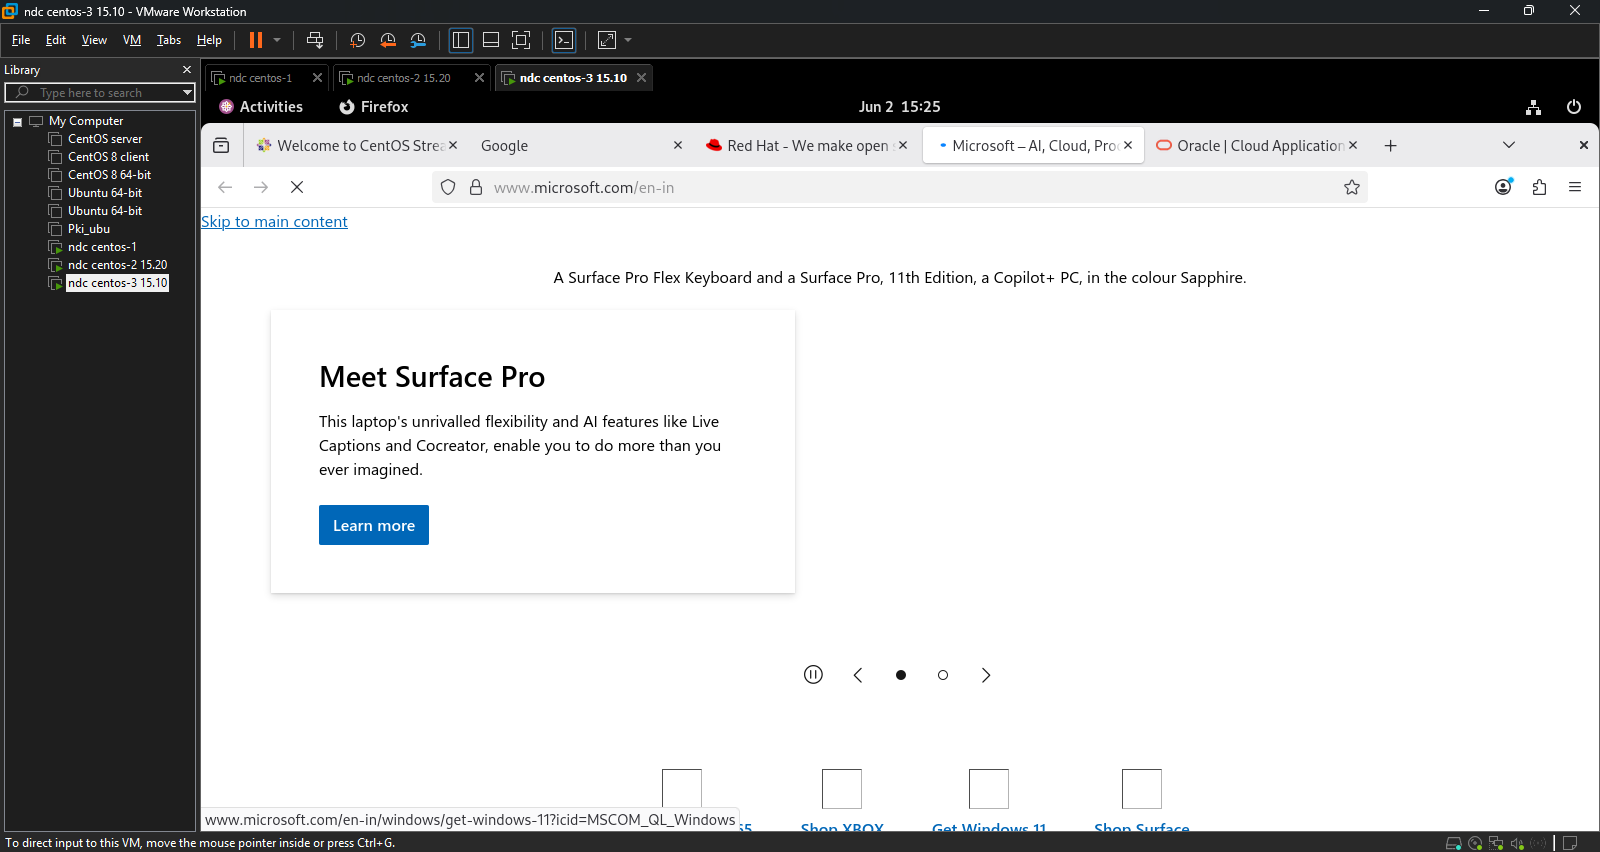 ndc centos-3 15.10 - VMware Workstation
File Edit View VM Tabs Help
Library
Type here to search
My Computer
CentOS server
CentOS 8 client
CentOS 8 64-bit
Ubuntu 64-bit
Ubuntu 64-bit
Pki_ubu
ndc centos-1
ndc centos-2 15.20
ndc centos-3 15.10
ndc centos-1 ndc centos-2 15.20 ndc centos-3 15.10
Activities Firefox Jun 2 15:25
Welcome to CentOS Strea Google Red Hat - We make open Microsoft – AI, Cloud, Pro Oracle | Cloud Application
www.microsoft.com/en-in
Skip to main content
A Surface Pro Flex Keyboard and a Surface Pro, 11th Edition, a Copilot+ PC, in the colour Sapphire.
Meet Surface Pro
This laptop's unrivalled flexibility and AI features like Live
Captions and Cocreator, enable you to do more than you
ever imagined.
Learn more
55 Shop XBOX Get Windows 11 Shop Surface
www.microsoft.com/en-in/windows/get-windows-11?icid=MSCOM_QL_Windows
To direct input to this VM, move the mouse pointer inside or press Ctrl+G.